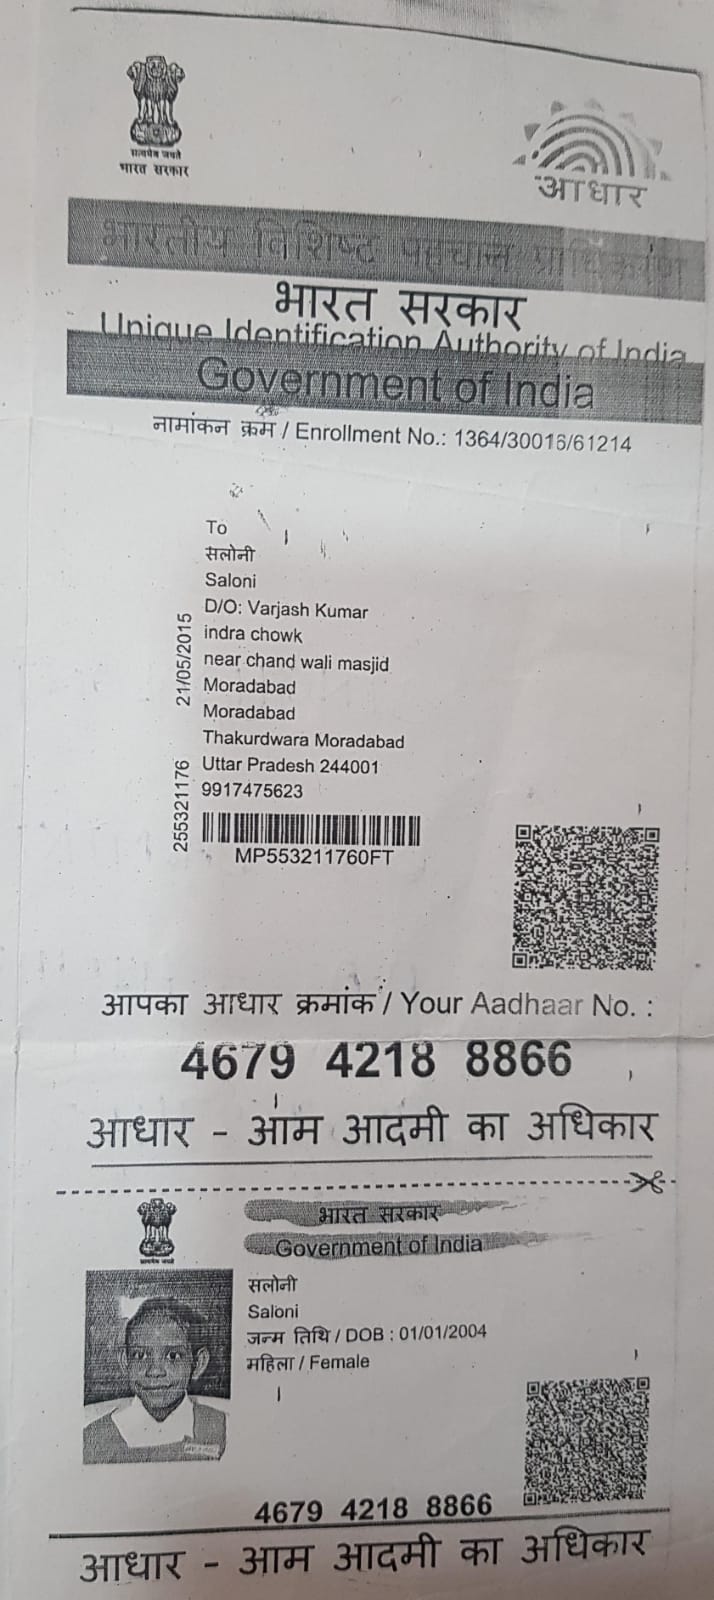 सत्यमेव जयते
भारत सरकार
आधार
भारतीय विशिष्ट पहचान प्राधिकरण
भारत सरकार
Unique Identification Authority of India
Government of India
नामांकन क्रम / Enrollment No.: 1364/30016/61214
To
सलोनी
Saloni
D/O: Varjash Kumar
indra chowk
near chand wali masjid
Moradabad
Moradabad
Thakurdwara Moradabad
Uttar Pradesh 244001
9917475623
21/05/2015
255321176
MP553211760FT
आपका आधार क्रमांक / Your Aadhaar No. :
4679 4218 8866
आधार - आम आदमी का अधिकार
भारत सरकार
Government of India
सलोनी
Saloni
जन्म तिथि / DOB : 01/01/2004
महिला / Female
4679 4218 8866
आधार - आम आदमी का अधिकार